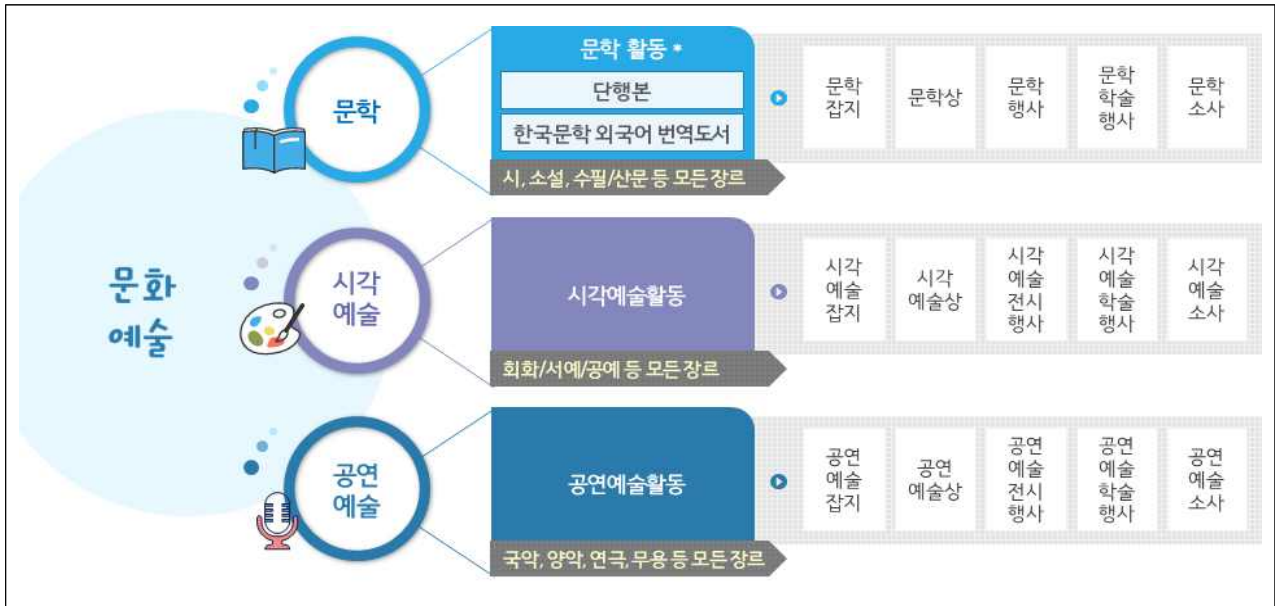 문화
예술
문학
문학 활동 *
단행본
한국문학 외국어 번역도서
시, 소설, 수필/산문 등 모든 장르
문학
잡지
문학상
문학
행사
문학
학술
행사
문학
소사
시각
예술
시각예술활동
회화/서예/공예 등 모든 장르
시각
예술
잡지
시각
예술상
시각
예술
전시
행사
시각
예술
학술
행사
시각
예술
소사
공연
예술
공연예술활동
국악, 양악, 연극, 무용 등 모든 장르
공연
예술
잡지
공연
예술상
공연
예술
전시
행사
공연
예술
학술
행사
공연
예술
소사